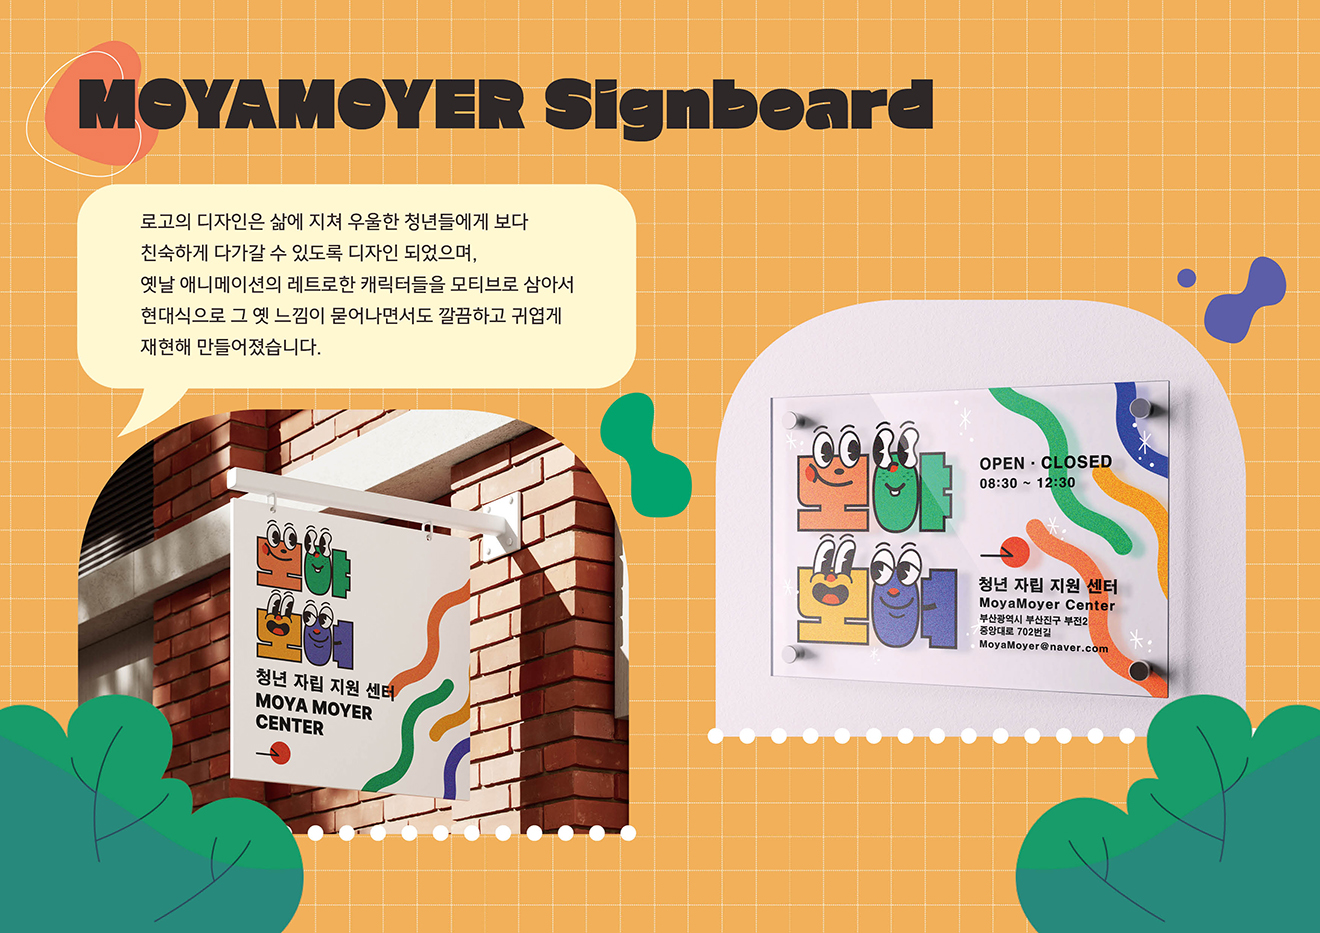 MOYAMOYER Signboard
로고의 디자인은 삶에 지쳐 우울한 청년들에게 보다
친숙하게 다가갈 수 있도록 디자인 되었으며,
옛날 애니메이션의 레트로한 캐릭터들을 모티브로 삼아서
현대식으로 그 옛 느낌이 묻어나면서도 깔끔하고 귀엽게
재현해 만들어졌습니다.
모야
모여
청년 자립 지원 센터
MOYA MOYER
CENTER
모야
모여
OPEN · CLOSED
08:30 ~ 12:30
청년 자립 지원 센터
MoyaMoyer Center
부산광역시 부산진구 부전2
중앙대로 702번길
MoyaMoyer@naver.com